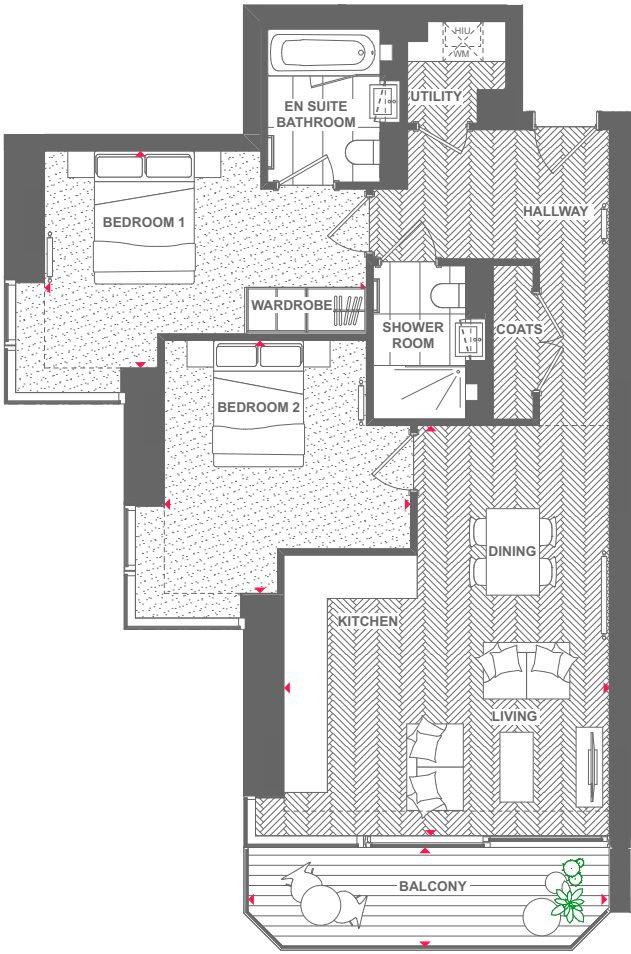 HIU
WM
UTILITY
EN SUITE
BATHROOM
BEDROOM 1
HALLWAY
WARDROBE
SHOWER
ROOM
COATS
BEDROOM 2
DINING
KITCHEN
LIVING
BALCONY